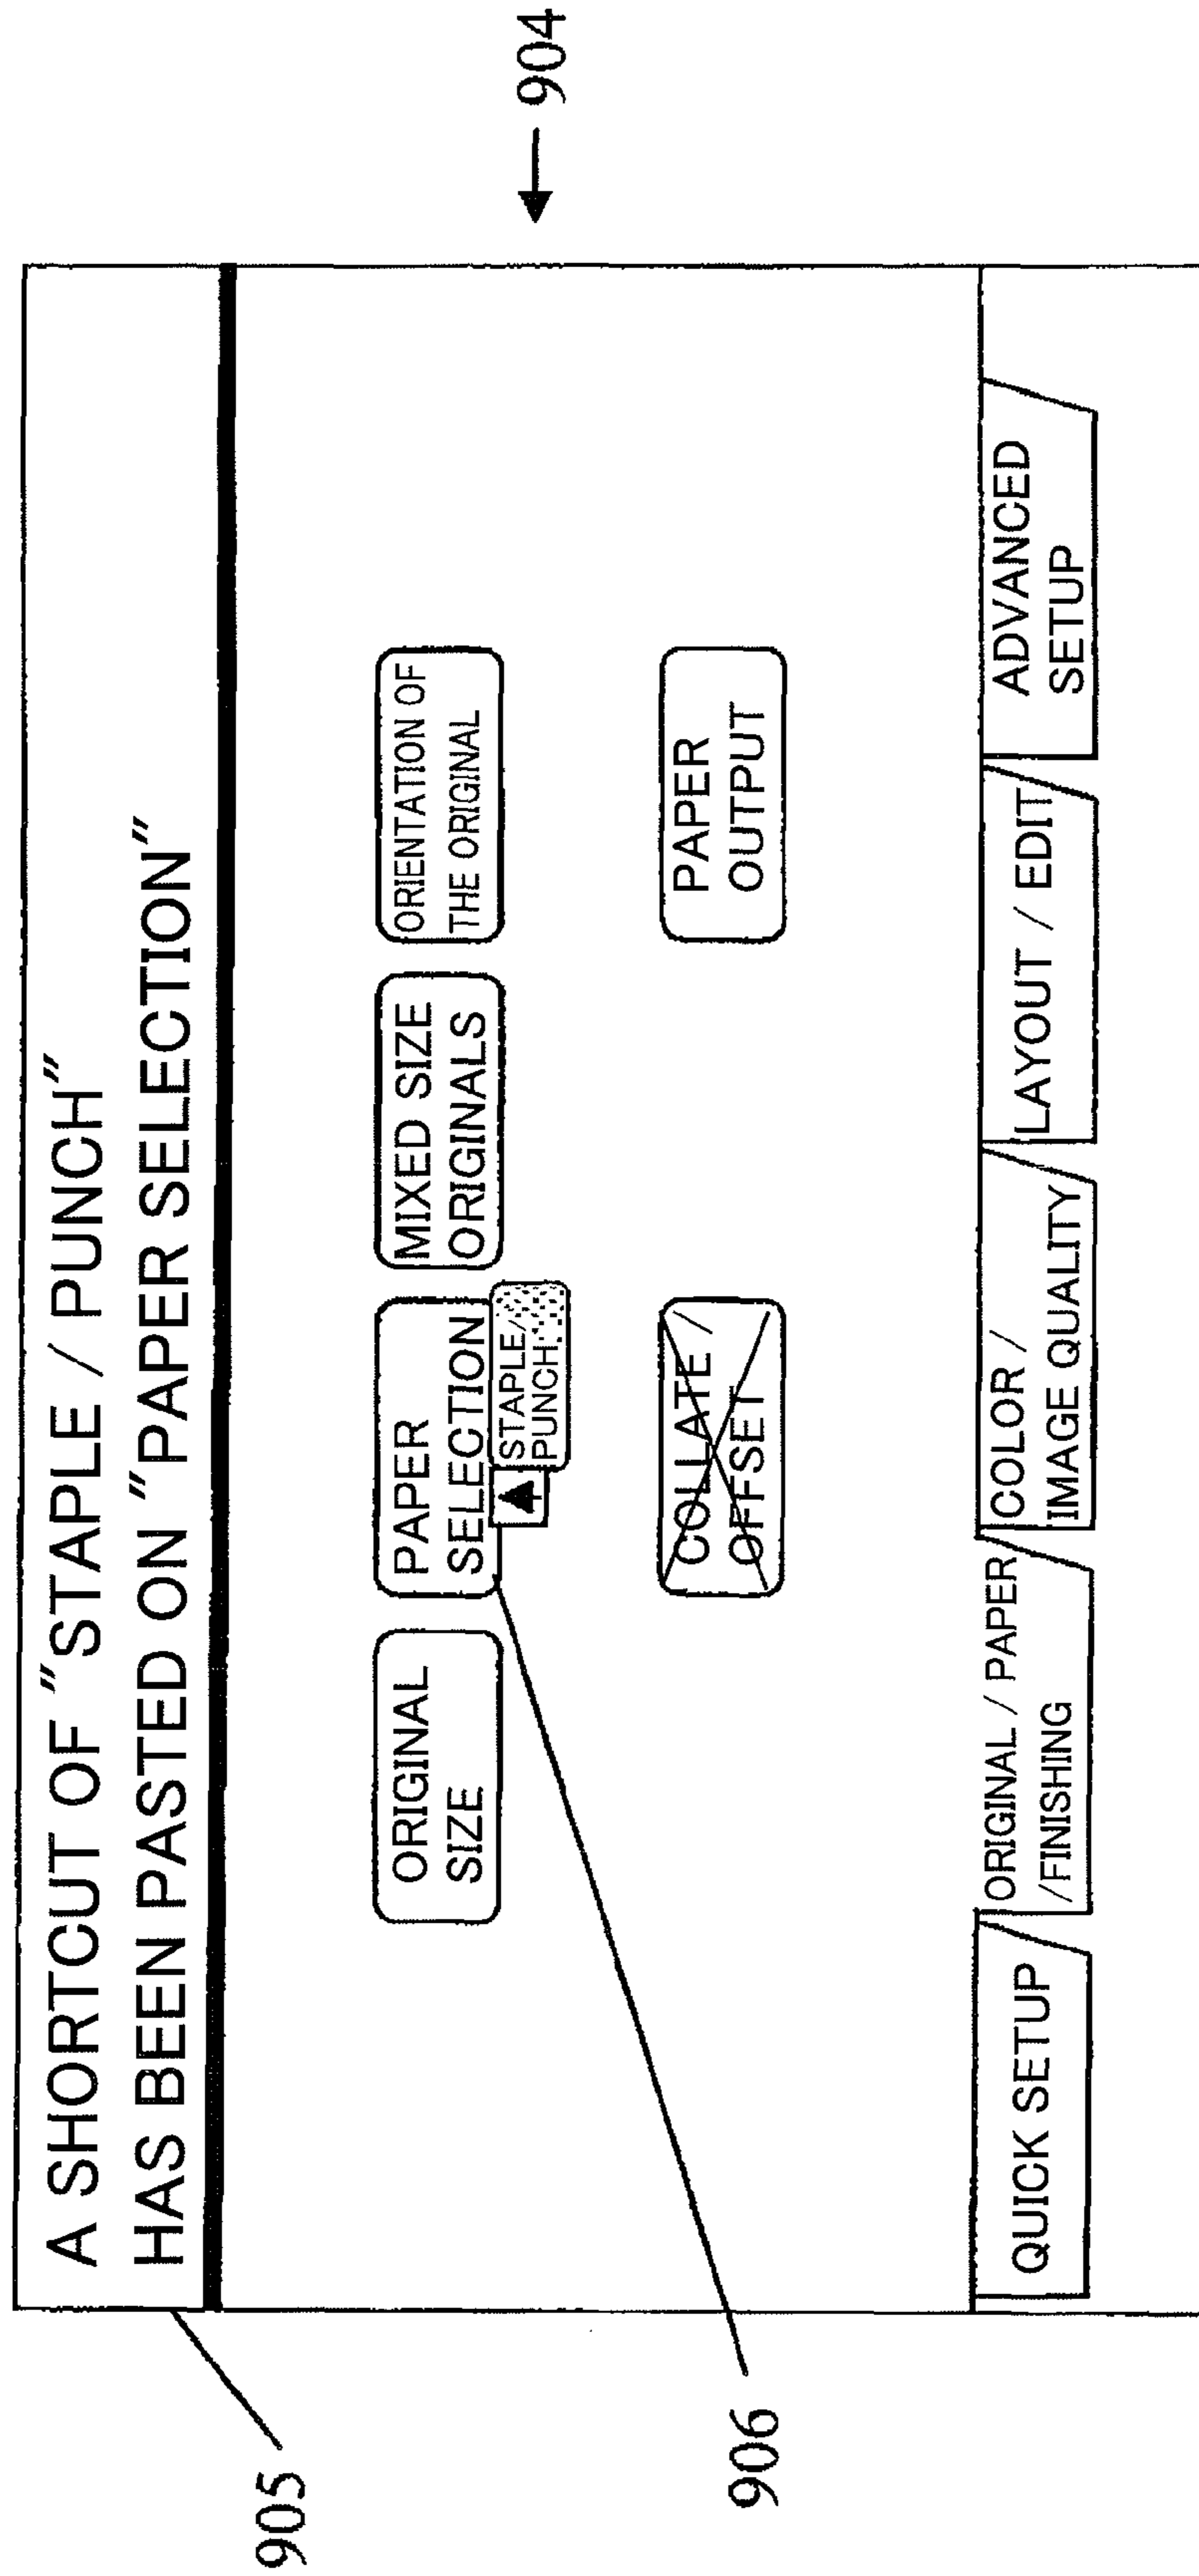 A SHORTCUT OF "STAPLE / PUNCH"
HAS BEEN PASTED ON "PAPER SELECTION"
905
904
ORIGINAL
SIZE
PAPER
SELECTION
STAPLE/
PUNCH
MIXED SIZE
ORIGINALS
ORIENTATION OF
THE ORIGINAL
906
COLLATE /
OFFSET
PAPER
OUTPUT
QUICK SETUP
ORIGINAL / PAPER
/FINISHING
COLOR /
IMAGE QUALITY
LAYOUT / EDIT
ADVANCED
SETUP